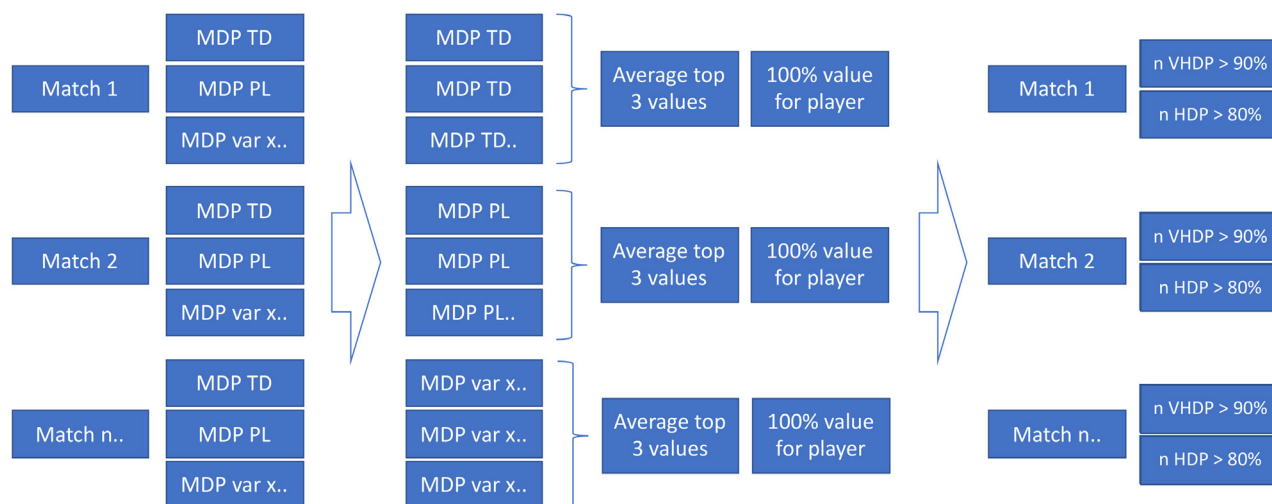 Match 1
MDP TD
MDP PL
MDP var x..
Match 2
MDP TD
MDP PL
MDP var x..
Match n..
MDP TD
MDP PL
MDP var x..
MDP TD
MDP TD
MDP TD..
Average top
3 values
100% value
for player
MDP PL
MDP PL
MDP PL..
Average top
3 values
100% value
for player
MDP var x..
MDP var x..
MDP var x..
Average top
3 values
100% value
for player
Match 1
n VHDP > 90%
n HDP > 80%
Match 2
n VHDP > 90%
n HDP > 80%
Match n..
n VHDP > 90%
n HDP > 80%